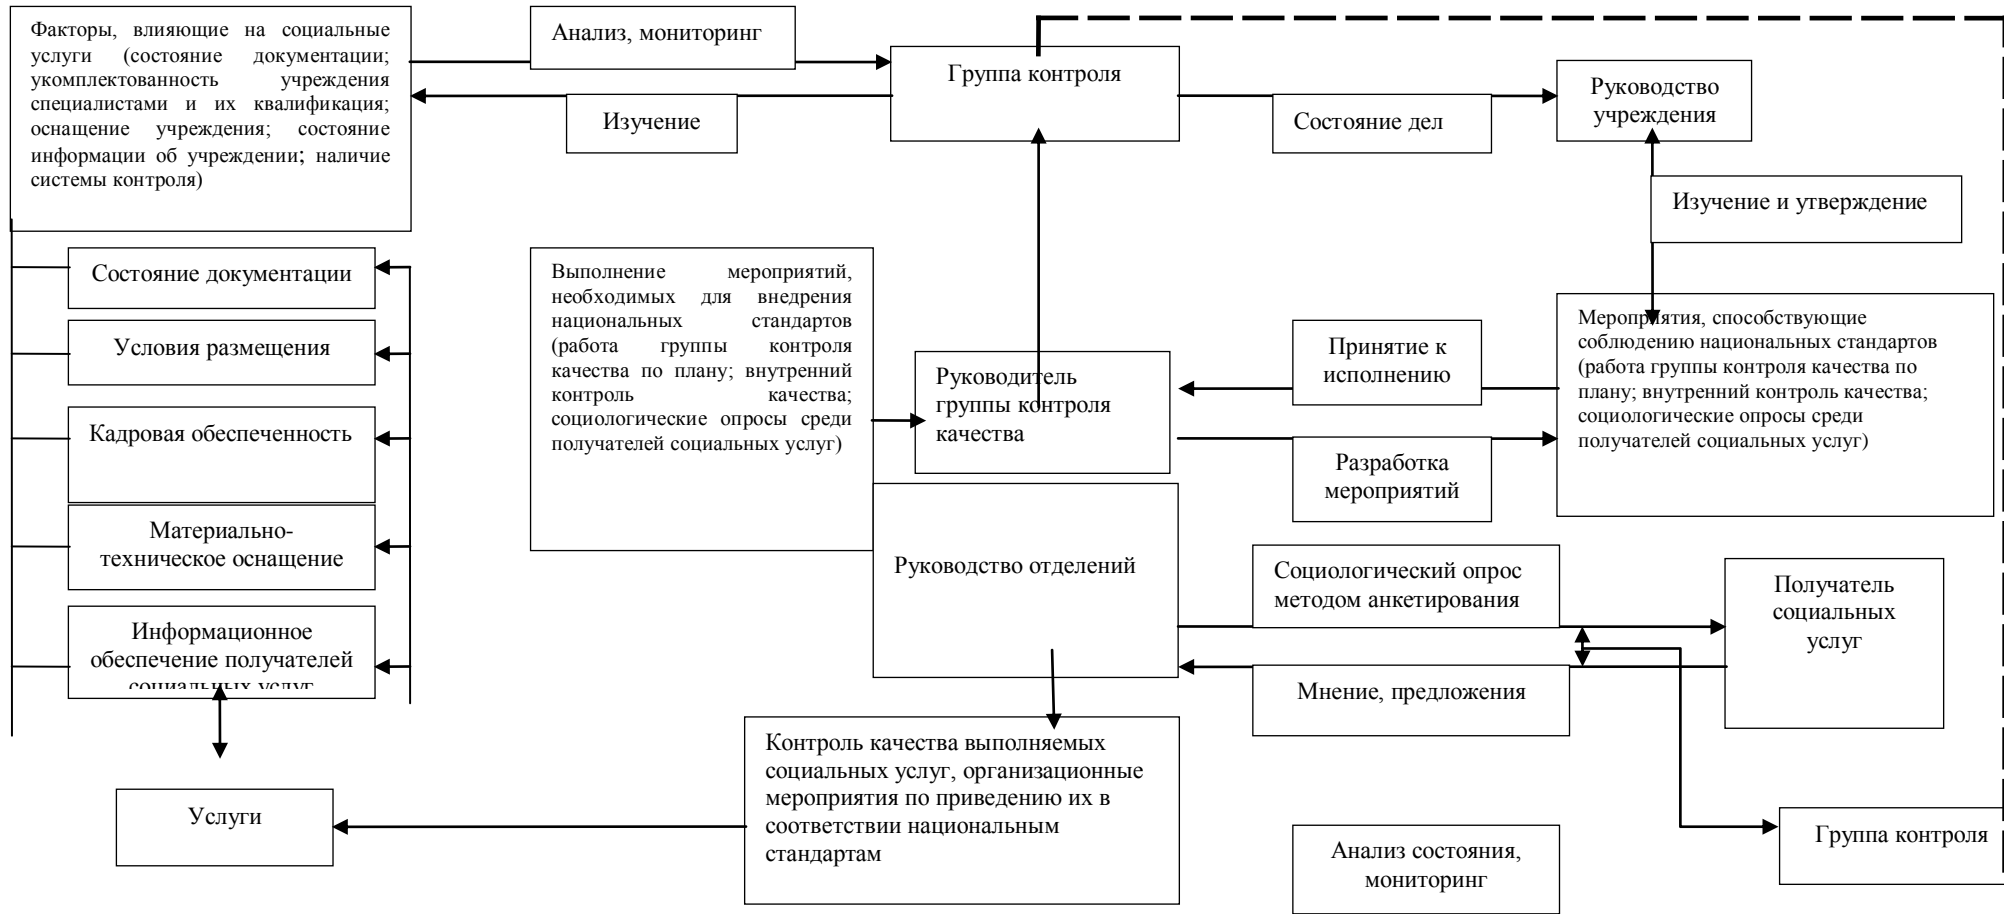 Факторы, влияющие на социальные
услуги (состояние документации;
укомплектованность учреждения
специалистами и их квалификация;
оснащение учреждения; состояние
информации об учреждении; наличие
системы контроля)
Анализ, мониторинг
Изучение
Группа контроля
Состояние дел
Руководство
учреждения
Изучение и утверждение
Состояние документации
Условия размещения
Кадровая обеспеченность
Материально-
техническое оснащение
Информационное
обеспечение получателей
социальных услуг
Услуги
Выполнение мероприятий,
необходимых для внедрения
национальных стандартов
(работа группы контроля
качества по плану; внутренний
контроль качества;
социологические опросы среди
получателей социальных услуг)
Руководитель
группы контроля
качества
Принятие к
исполнению
Разработка
мероприятий
Мероприятия, способствующие
соблюдению национальных стандартов
(работа группы контроля качества по
плану; внутренний контроль качества;
социологические опросы среди
получателей социальных услуг)
Руководство отделений
Социологический опрос
методом анкетирования
Мнение, предложения
Получатель
социальных
услуг
Контроль качества выполняемых
социальных услуг, организационные
мероприятия по приведению их в
соответствии национальным
стандартам
Анализ состояния,
мониторинг
Группа контроля